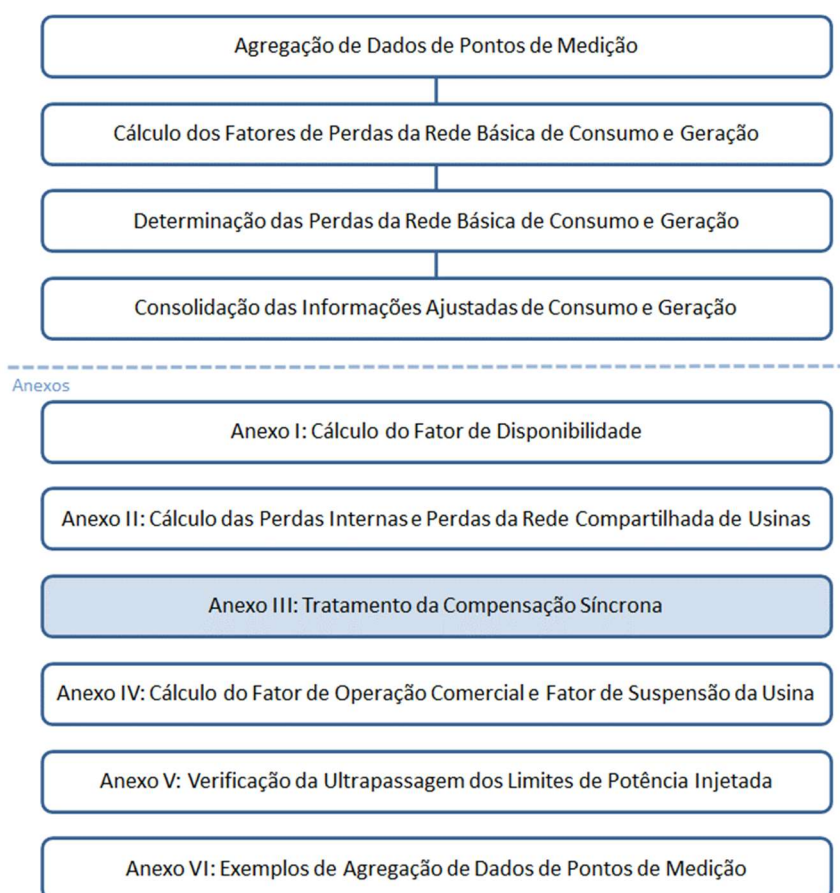 Agregação de Dados de Pontos de Medição
Cálculo dos Fatores de Perdas da Rede Básica de Consumo e Geração
Determinação das Perdas da Rede Básica de Consumo e Geração
Consolidação das Informações Ajustadas de Consumo e Geração
Anexos
Anexo I: Cálculo do Fator de Disponibilidade
Anexo II: Cálculo das Perdas Internas e Perdas da Rede Compartilhada de Usinas
Anexo III: Tratamento da Compensação Síncrona
Anexo IV: Cálculo do Fator de Operação Comercial e Fator de Suspensão da Usina
Anexo V: Verificação da Ultrapassagem dos Limites de Potência Injetada
Anexo VI: Exemplos de Agregação de Dados de Pontos de Medição